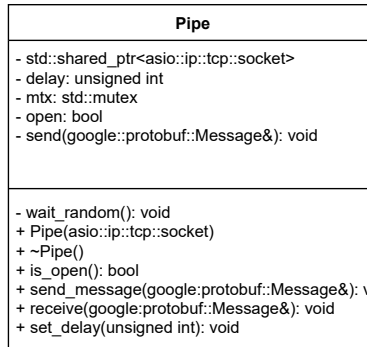 Pipe
- std::shared_ptr<asio::ip::tcp::socket>
- delay: unsigned int
- mtx: std::mutex
- open: bool
- send(google::protobuf::Message&): void
- wait_random(): void
+ Pipe(asio::ip::tcp::socket)
+ ~Pipe()
+ is_open(): bool
+ send_message(google:protobuf::Message&): v
+ receive(google:protobuf::Message&): void
+ set_delay(unsigned int): void